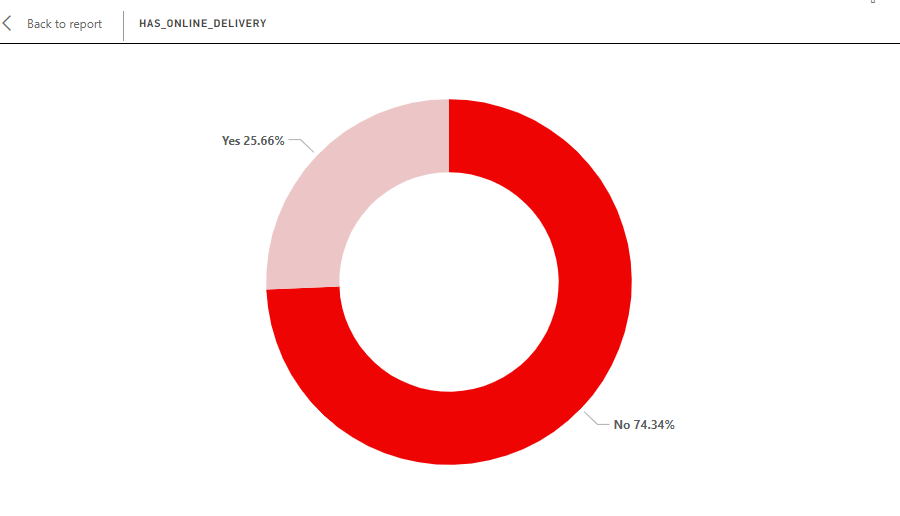 Back to report
HAS_ONLINE_DELIVERY
Yes 25.66%
No 74.34%